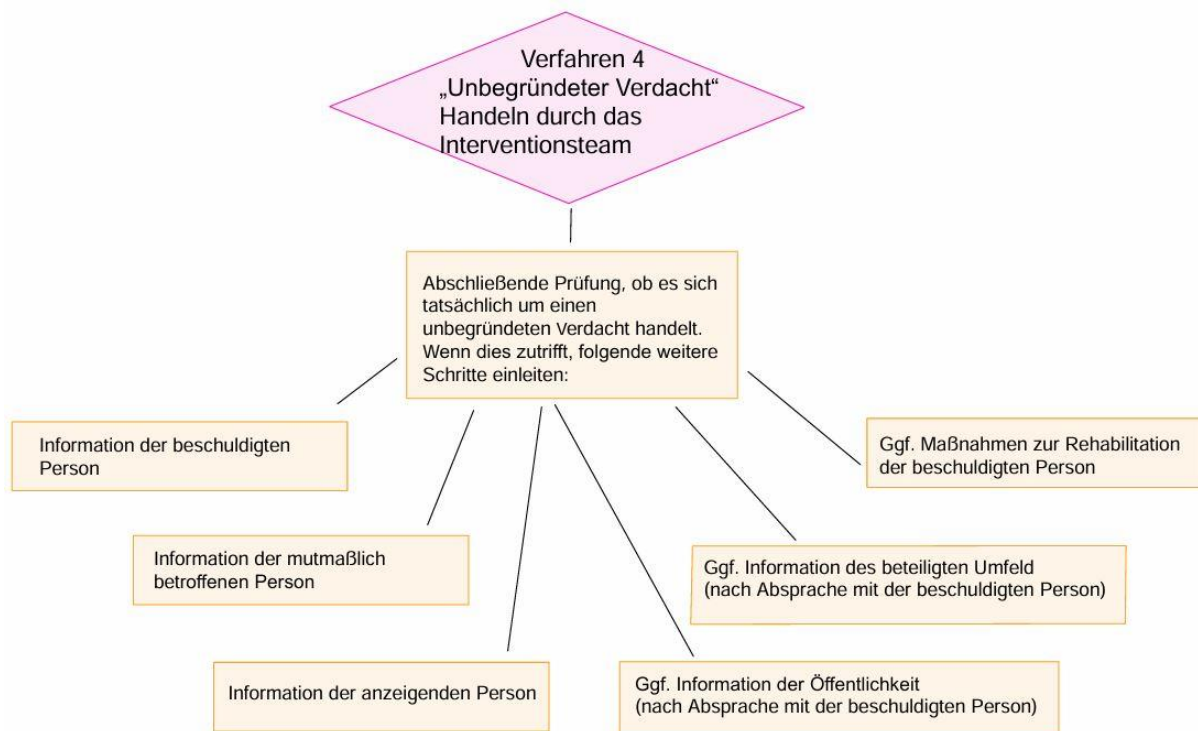 Verfahren 4
„Unbegründeter Verdacht“
Handeln durch das
Interventionsteam
Abschließende Prüfung, ob es sich
tatsächlich um einen
unbegründeten Verdacht handelt.
Wenn dies zutrifft, folgende weitere
Schritte einleiten:
Information der beschuldigten
Person
Ggf. Maßnahmen zur Rehabilitation
der beschuldigten Person
Information der mutmaßlich
betroffenen Person
Ggf. Information des beteiligten Umfeld
(nach Absprache mit der beschuldigten Person)
Information der anzeigenden Person
Ggf. Information der Öffentlichkeit
(nach Absprache mit der beschuldigten Person)